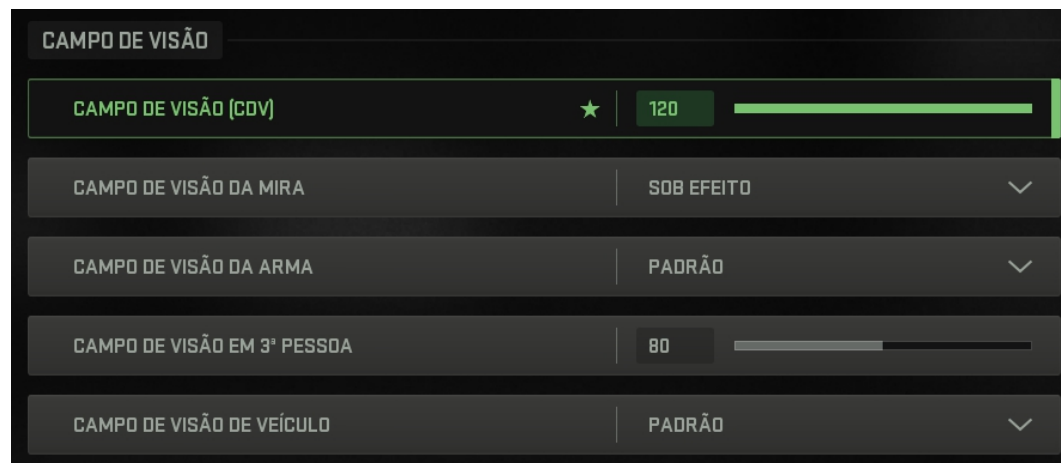 CAMPO DE VISÃO
CAMPO DE VISÃO (CDV) 120
CAMPO DE VISÃO DA MIRA SOB EFEITO
CAMPO DE VISÃO DA ARMA PADRÃO
CAMPO DE VISÃO EM 3ª PESSOA 80
CAMPO DE VISÃO DE VEÍCULO PADRÃO